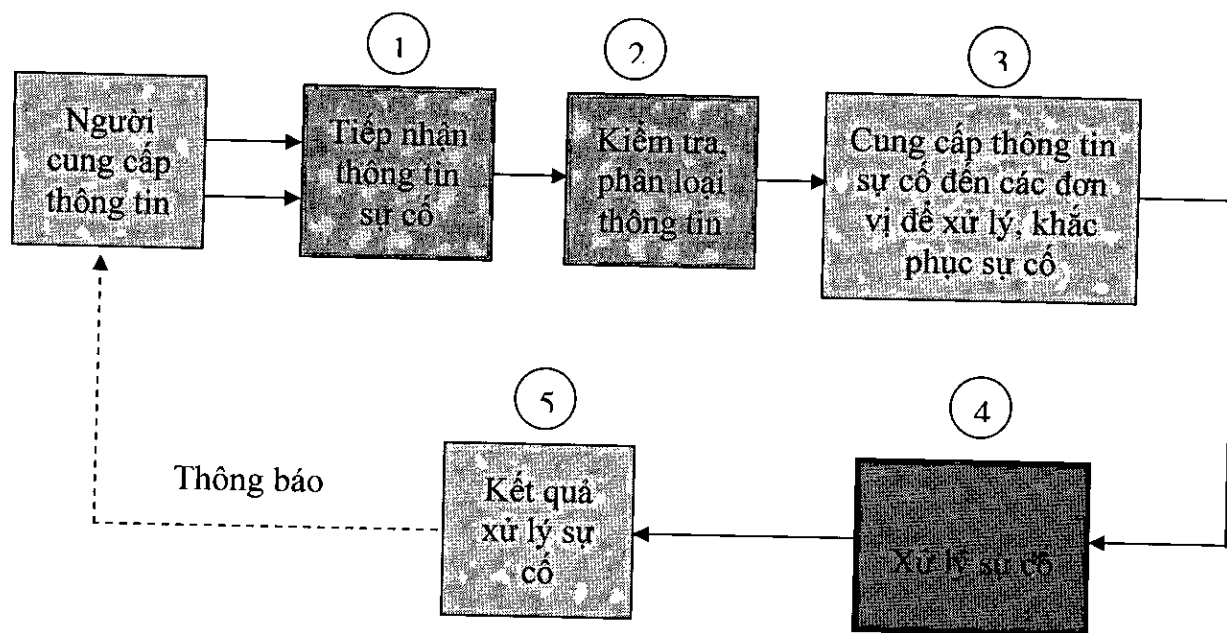 1
2
3
Người
cung cấp
thông tin
Tiếp nhận
thông tin
sự cố
Kiểm tra,
phân loại
thông tin
Cung cấp thông tin
sự cố đến các đơn
vị để xử lý, khắc
phục sự cố
5
4
Thông báo
Kết quả
xử lý sự
cố
Xử lý sự cố